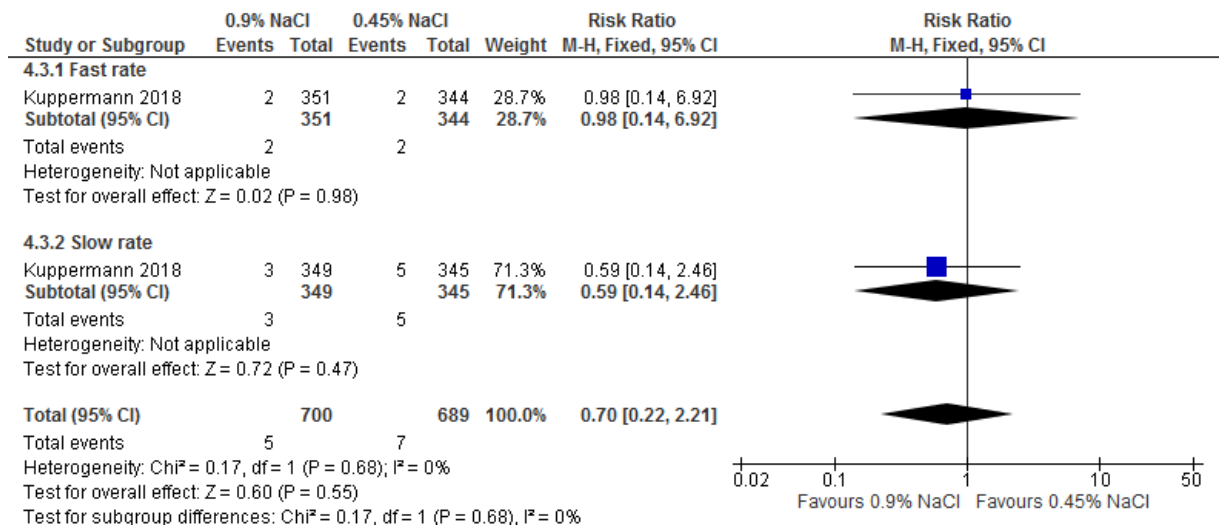 0.9% NaCl 0.45% NaCl Risk Ratio Risk Ratio
Study or Subgroup Events Total Events Total Weight M-H, Fixed, 95% CI M-H, Fixed, 95% CI
4.3.1 Fast rate
Kuppermann 2018 2 351 2 344 28.7% 0.98 [0.14, 6.92]
Subtotal (95% CI) 351 344 28.7% 0.98 [0.14, 6.92]
Total events 2 2
Heterogeneity: Not applicable
Test for overall effect: Z = 0.02 (P = 0.98)
4.3.2 Slow rate
Kuppermann 2018 3 349 5 345 71.3% 0.59 [0.14, 2.46]
Subtotal (95% CI) 349 345 71.3% 0.59 [0.14, 2.46]
Total events 3 5
Heterogeneity: Not applicable
Test for overall effect: Z = 0.72 (P = 0.47)
Total (95% CI) 700 689 100.0% 0.70 [0.22, 2.21]
Total events 5 7
Heterogeneity: Chi² = 0.17, df = 1 (P = 0.68); I² = 0%
Test for overall effect: Z = 0.60 (P = 0.55)
Test for subgroup differences: Chi² = 0.17, df = 1 (P = 0.68), I² = 0%
0.02 0.1 1 10 50
Favours 0.9% NaCl Favours 0.45% NaCl